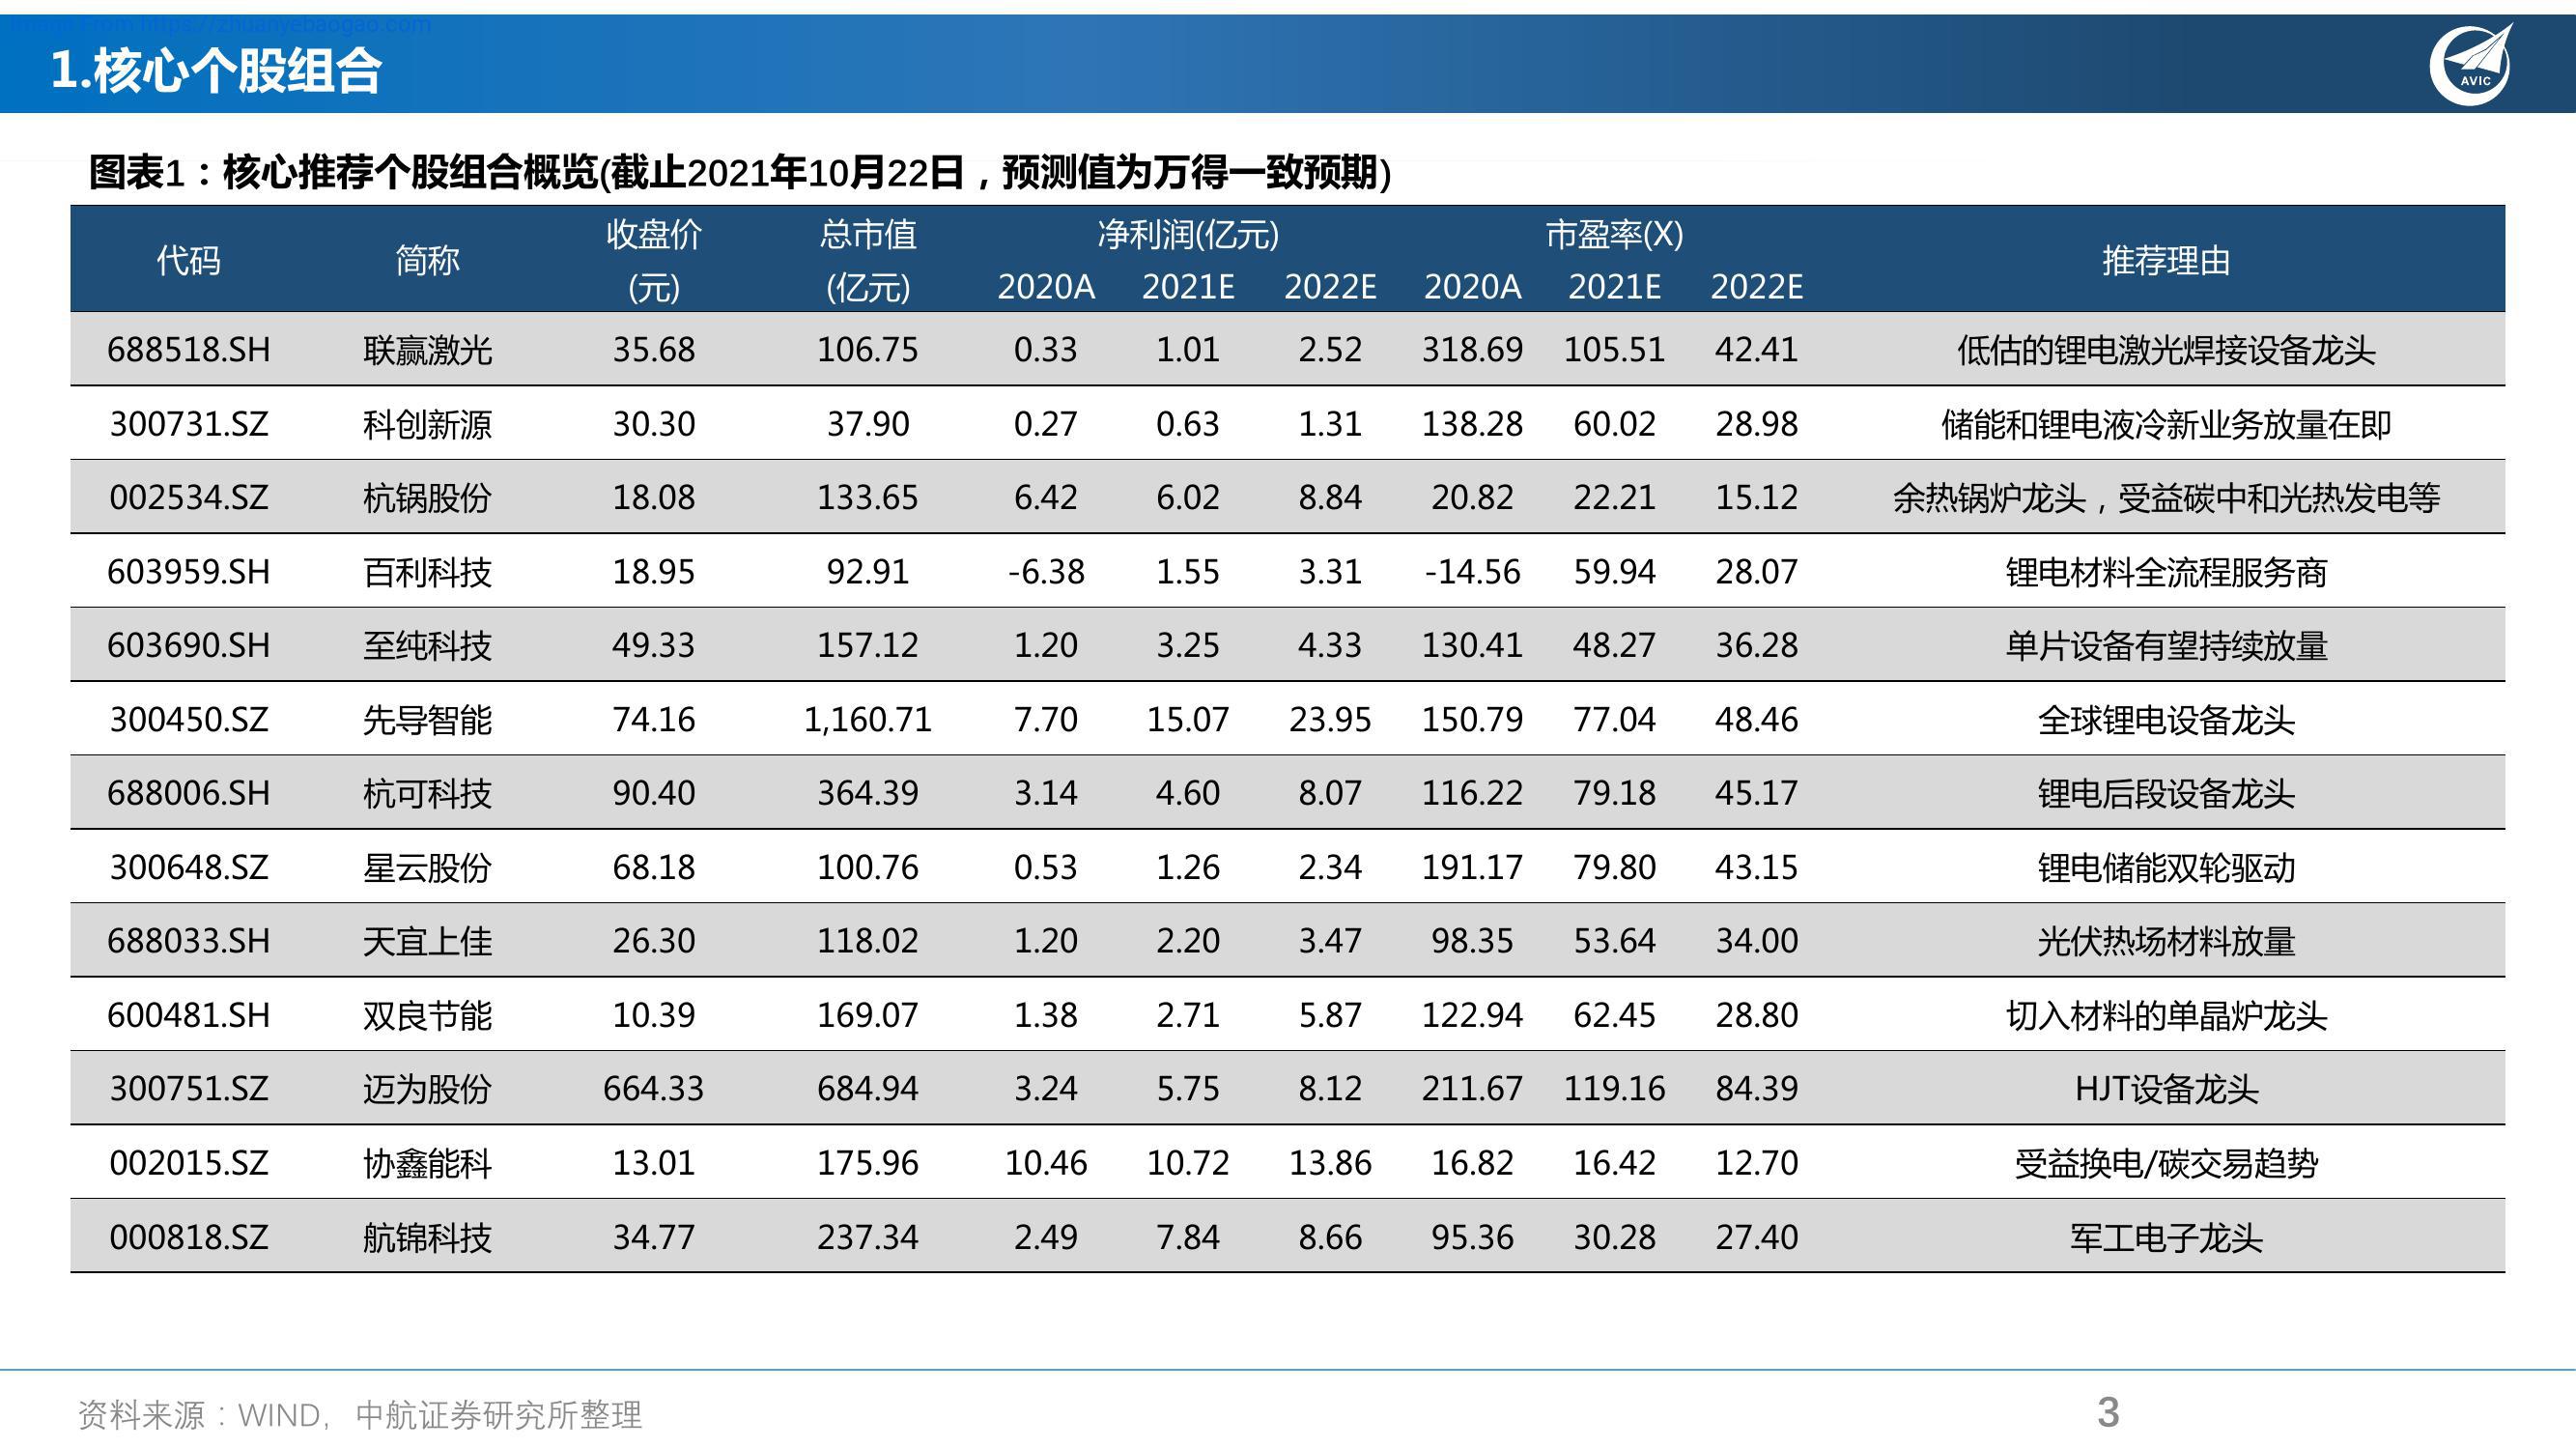 Image From https://zhuanyebaogao.com
1.核心个股组合
AVIC
图表1：核心推荐个股组合概览(截止2021年10月22日，预测值为万得一致预期)
代码 简称 收盘价(元) 总市值(亿元) 净利润(亿元) 市盈率(X) 推荐理由
2020A 2021E 2022E 2020A 2021E 2022E
688518.SH 联赢激光 35.68 106.75 0.33 1.01 2.52 318.69 105.51 42.41 低估的锂电激光焊接设备龙头
300731.SZ 科创新源 30.30 37.90 0.27 0.63 1.31 138.28 60.02 28.98 储能和锂电液冷新业务放量在即
002534.SZ 杭锅股份 18.08 133.65 6.42 6.02 8.84 20.82 22.21 15.12 余热锅炉龙头，受益碳中和光热发电等
603959.SH 百利科技 18.95 92.91 -6.38 1.55 3.31 -14.56 59.94 28.07 锂电材料全流程服务商
603690.SH 至纯科技 49.33 157.12 1.20 3.25 4.33 130.41 48.27 36.28 单片设备有望持续放量
300450.SZ 先导智能 74.16 1,160.71 7.70 15.07 23.95 150.79 77.04 48.46 全球锂电设备龙头
688006.SH 杭可科技 90.40 364.39 3.14 4.60 8.07 116.22 79.18 45.17 锂电后段设备龙头
300648.SZ 星云股份 68.18 100.76 0.53 1.26 2.34 191.17 79.80 43.15 锂电储能双轮驱动
688033.SH 天宜上佳 26.30 118.02 1.20 2.20 3.47 98.35 53.64 34.00 光伏热场材料放量
600481.SH 双良节能 10.39 169.07 1.38 2.71 5.87 122.94 62.45 28.80 切入材料的单晶炉龙头
300751.SZ 迈为股份 664.33 684.94 3.24 5.75 8.12 211.67 119.16 84.39 HJT设备龙头
002015.SZ 协鑫能科 13.01 175.96 10.46 10.72 13.86 16.82 16.42 12.70 受益换电/碳交易趋势
000818.SZ 航锦科技 34.77 237.34 2.49 7.84 8.66 95.36 30.28 27.40 军工电子龙头
资料来源：WIND, 中航证券研究所整理
3